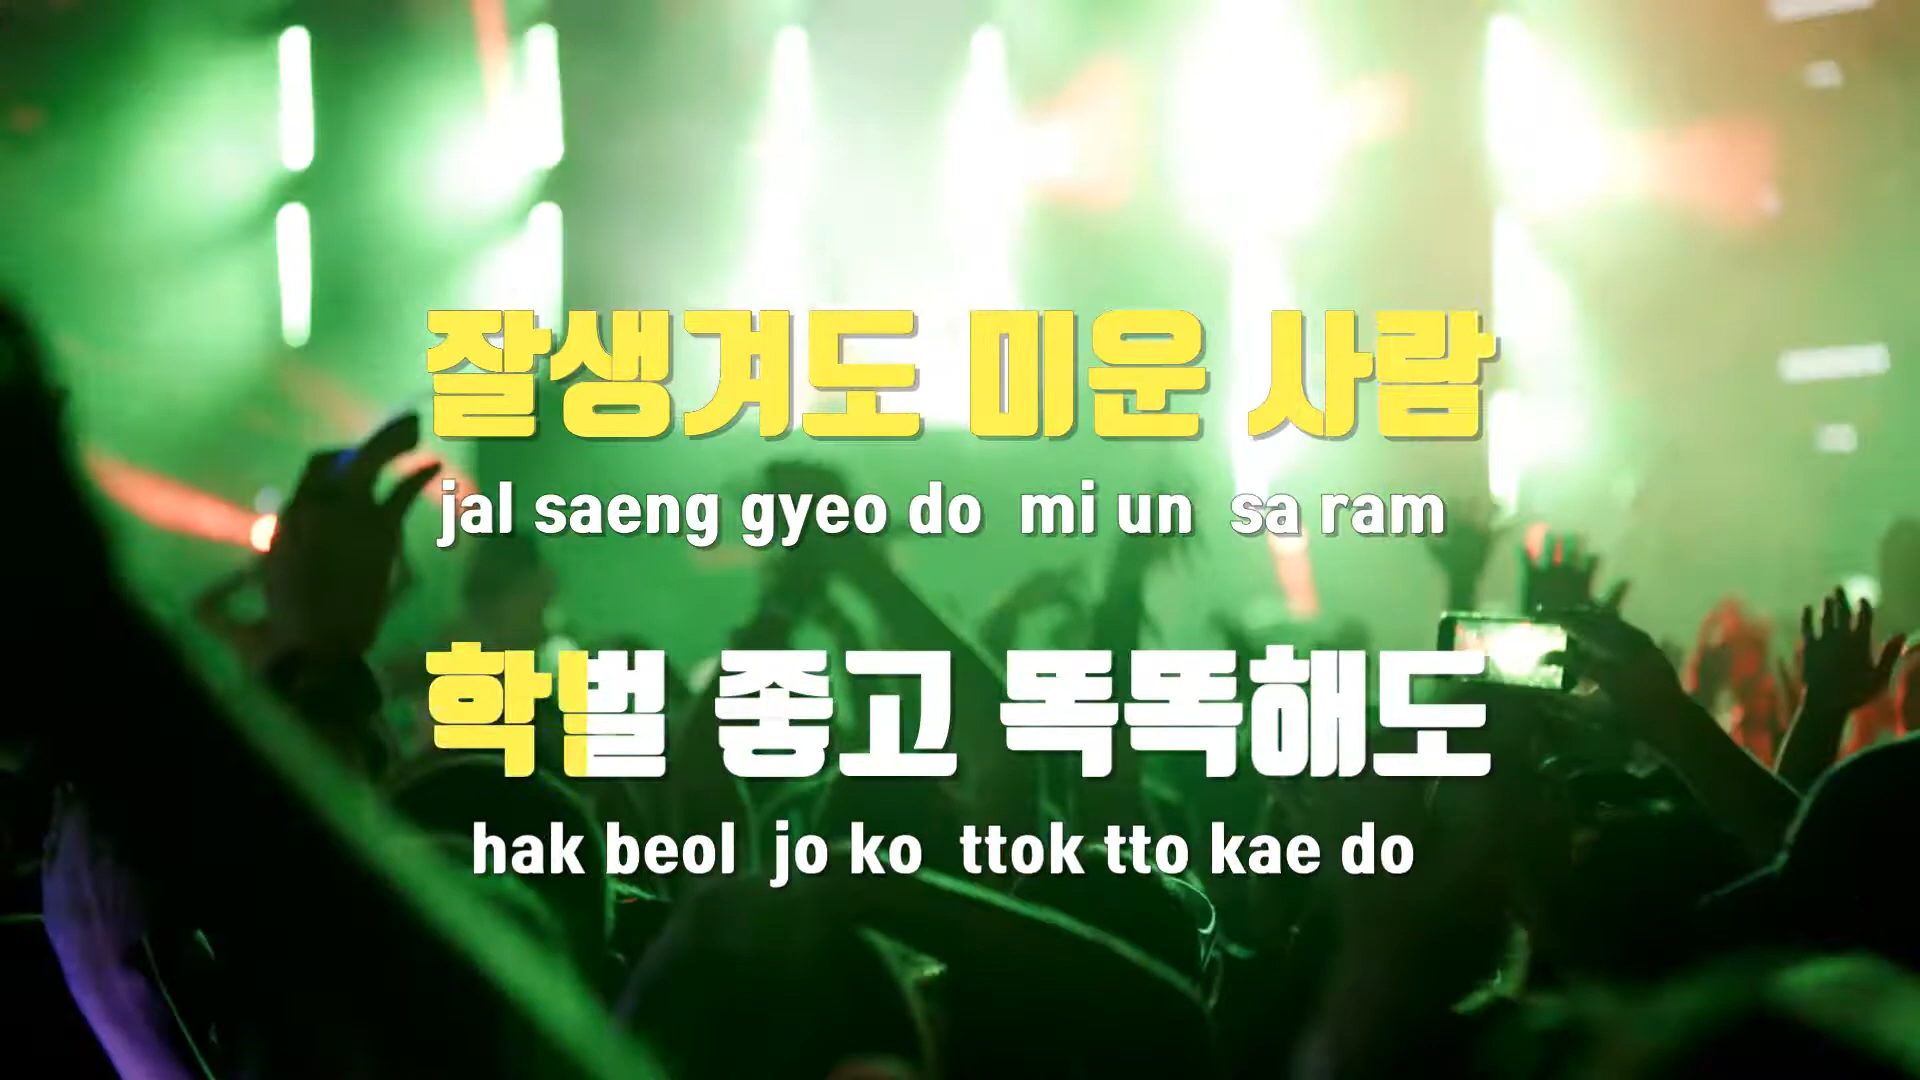 잘생겨도 미운 사람
jal saeng gyeo do mi un sa ram
학벌 좋고 똑똑해도
hak beol jo ko ttok tto kae do